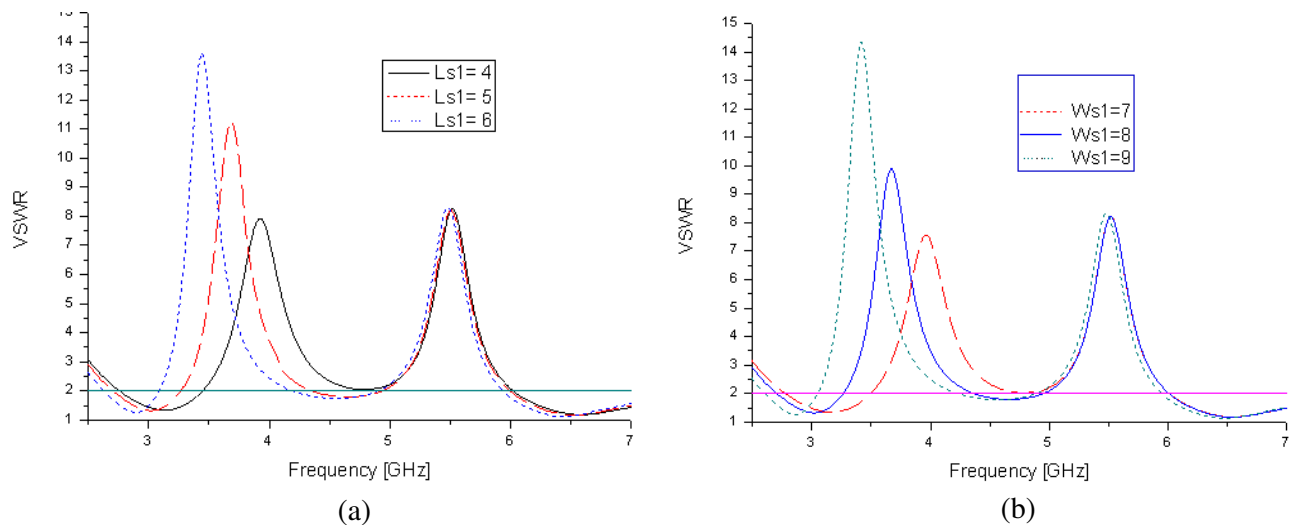 15
14
13
12
11
10
9
8
7
6
5
4
3
2
1
VSWR
Ls1= 4
Ls1= 5
Ls1= 6
3 4 5 6 7
Frequency [GHz]
(a)
15
14
13
12
11
10
9
8
7
6
5
4
3
2
1
VSWR
Ws1=7
Ws1=8
Ws1=9
3 4 5 6 7
Frequency [GHz]
(b)